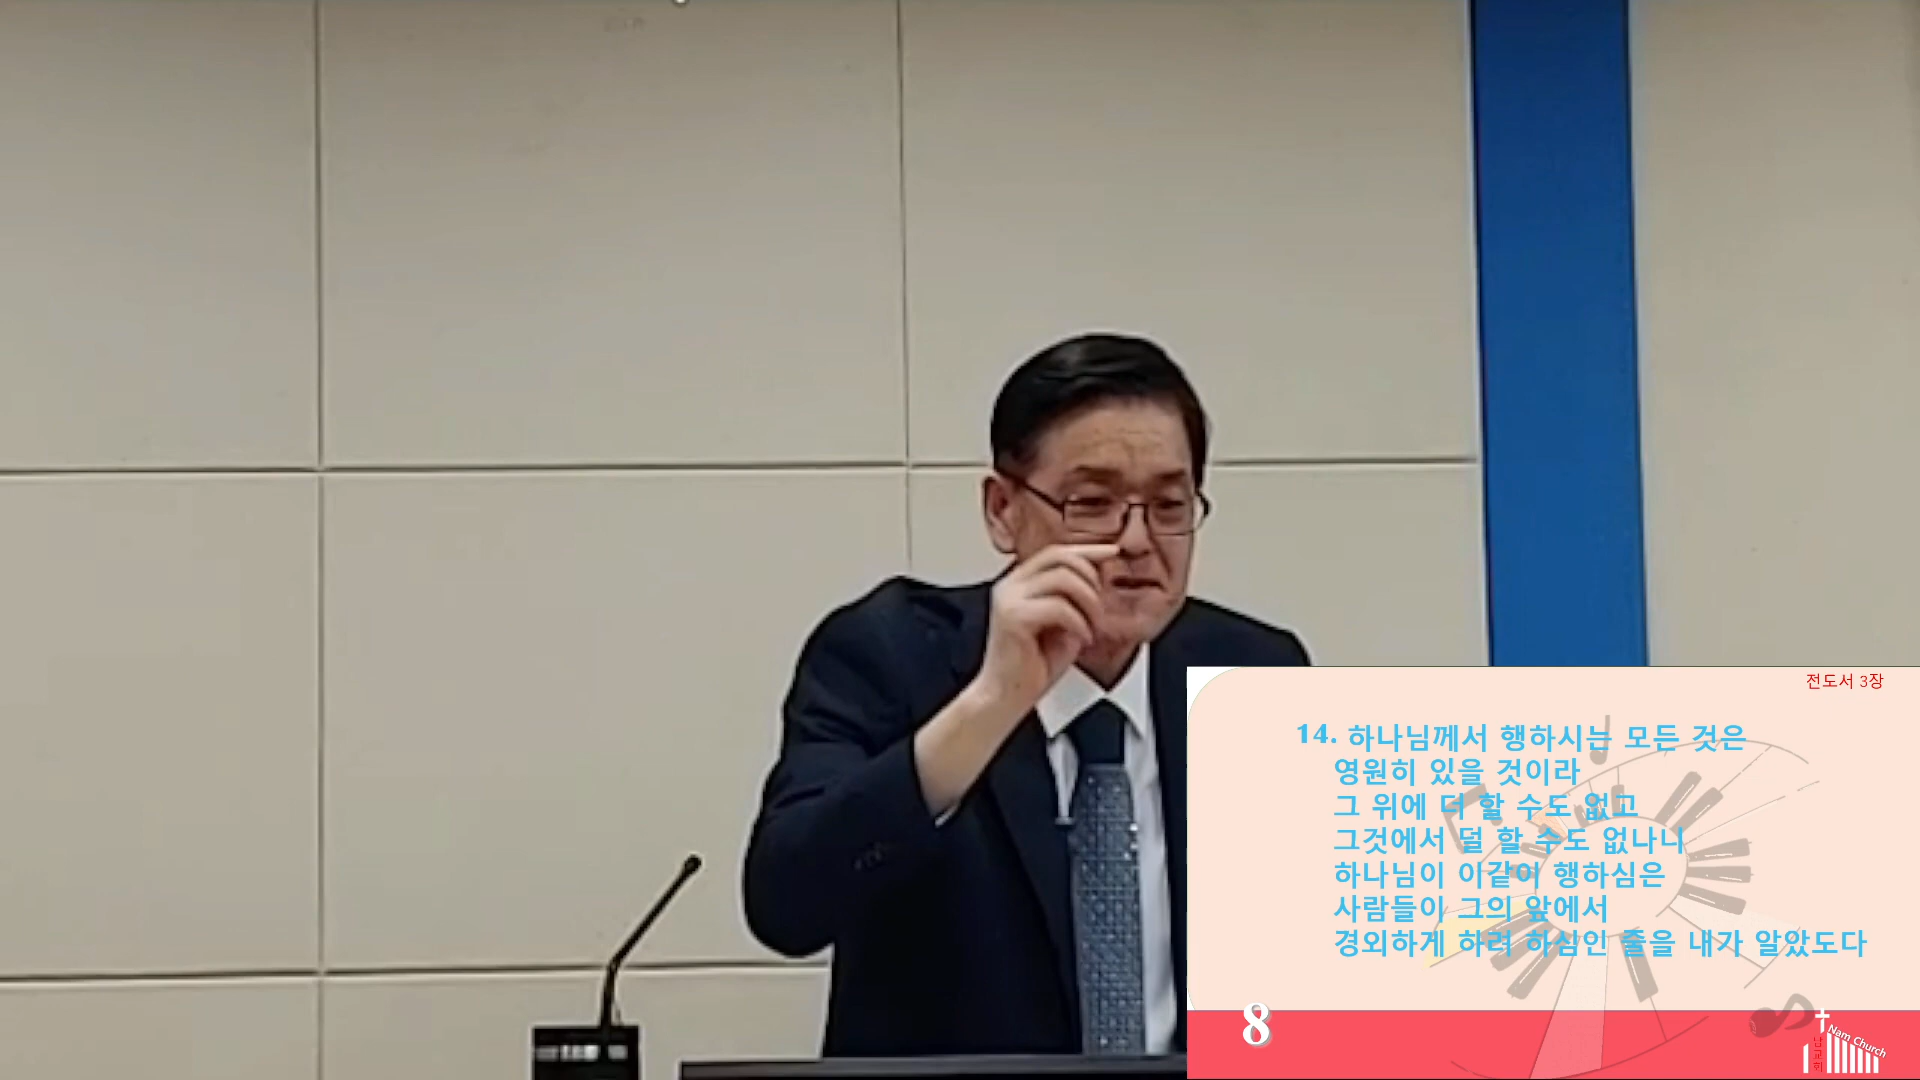 전도서 3장
14. 하나님께서 행하시는 모든 것은
영원히 있을 것이라
그 위에 더 할 수도 없고
그것에서 덜 할 수도 없나니
하나님이 이같이 행하심은
사람들이 그의 앞에서
경외하게 하려 하심인 줄을 내가 알았도다
8
Nam Church
남교회